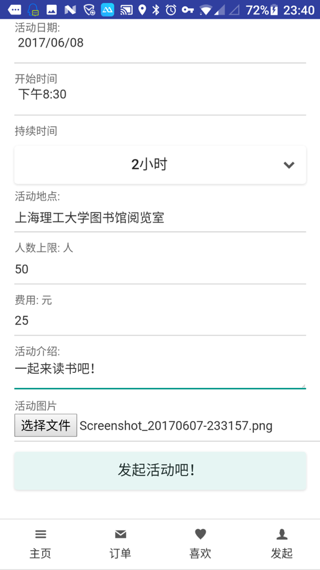 72% 23:40
活动日期:
2017/06/08
开始时间
下午8:30
持续时间
2小时
活动地点:
上海理工大学图书馆阅览室
人数上限: 人
50
费用: 元
25
活动介绍:
一起来读书吧!
活动图片
选择文件 Screenshot_20170607-233157.png
发起活动吧!
主页 订单 喜欢 发起